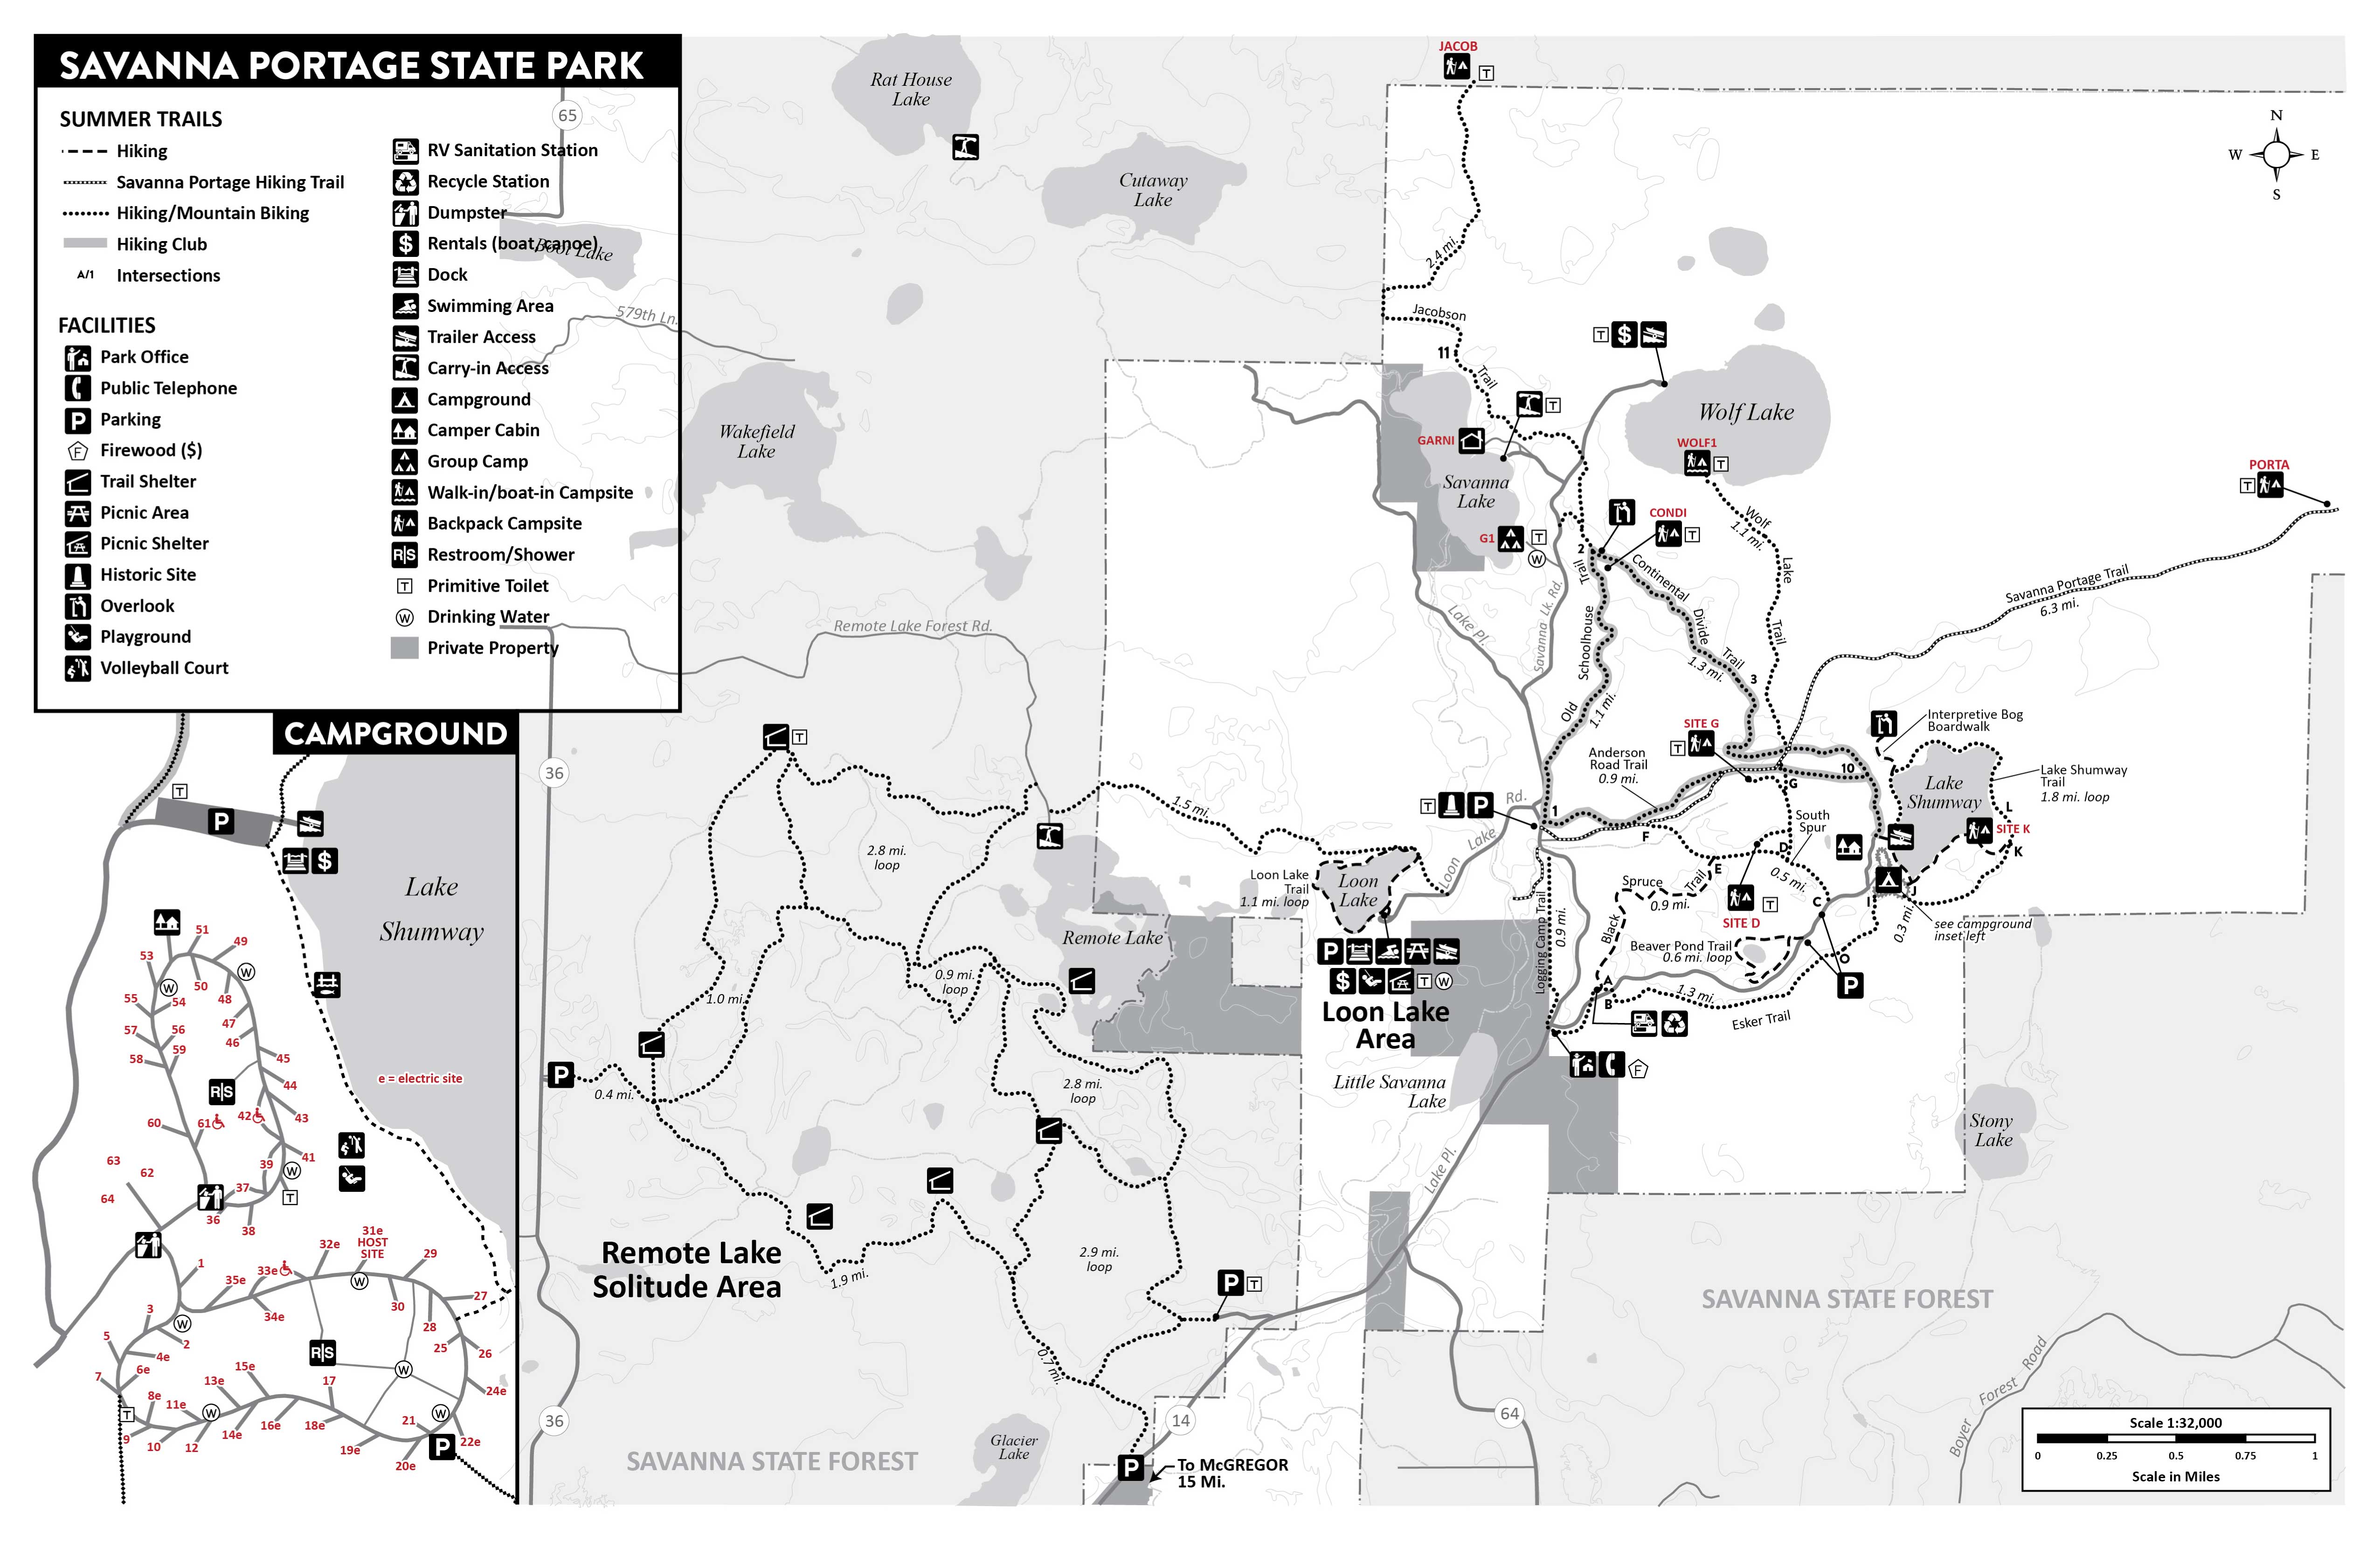 SAVANNA PORTAGE STATE PARK
SUMMER TRAILS
Hiking
Savanna Portage Hiking Trail
Hiking/Mountain Biking
Hiking Club
A/1
Intersections
FACILITIES
Park Office
Public Telephone
P
Parking
F
Firewood ($)
Trail Shelter
Picnic Area
Picnic Shelter
Historic Site
Overlook
Playground
Volleyball Court
RV Sanitation Station
Recycle Station
Dumpster
$
Rentals (boat, canoe)
Dock
Swimming Area
Trailer Access
Carry-in Access
Campground
Camper Cabin
Group Camp
Walk-in/boat-in Campsite
Backpack Campsite
R|S
Restroom/Shower
T
Primitive Toilet
W
Drinking Water
Private Property
65
Boot Lake
579th Ln.
CAMPGROUND
T
P
$
Lake
Shumway
51
49
53
W
W
50
48
55
54
57
56
47
46
59
58
45
44
R|S
e = electric site
60
61
42
43
41
39
W
63
62
37
T
64
36
38
31e
HOST
SITE
32e
29
1
33e
35e
W
27
30
34e
3
W
28
5
2
25
26
R|S
4e
W
6e
15e
7
13e
17
24e
8e
11e
T
W
W
21
9
10
12
14e
16e
18e
19e
P
22e
20e
Rat House
Lake
Cutaway
Lake
Wakefield
Lake
Remote Lake Forest Rd.
36
T
2.8 mi.
loop
1.5 mi.
Remote Lake
0.9 mi.
loop
1.0 mi.
P
0.4 mi.
2.8 mi.
loop
2.9 mi.
loop
1.9 mi.
Remote Lake
Solitude Area
P
T
0.7 mi.
36
SAVANNA STATE FOREST
Glacier
Lake
14
P
To McGREGOR
15 Mi.
64
JACOB
T
N
W
E
S
2.4 mi.
Jacobson
11
Trail
T
$
T
Wolf Lake
GARNI
WOLF1
T
Savanna
Lake
PORTA
T
G1
T
W
CONDI
T
Wolf
1.1 mi.
Lake
Trail
2
Trail
Continental
Divide
Trail
1.3 mi.
3
Savanna Portage Trail
6.3 mi.
Lake Pl.
Savanna Lk. Rd.
Schoolhouse
Old
1.1 mi.
SITE G
T
Anderson
Road Trail
0.9 mi.
Interpretive Bog
Boardwalk
4
10
G
Lake
Shumway
Lake Shumway
Trail
1.8 mi. loop
L
T
P
Rd.
1
F
South
Spur
SITE K
K
D
E
Loon
Lake
Loon Lake
Trail
1.1 mi. loop
Loon
Lake
Spruce
Trail
0.9 mi.
Black
0.5 mi.
T
SITE D
C
I
J
0.3 mi.
see campground
inset left
P
$
T
W
Loon Lake
Area
Logging Camp Trail
0.9 mi.
Beaver Pond Trail
0.6 mi. loop
O
P
A
B
1.3 mi.
Esker Trail
F
Little Savanna
Lake
Lake Pl.
Stony
Lake
SAVANNA STATE FOREST
Boyer Forest Road
Scale 1:32,000
0
0.25
0.5
0.75
1
Scale in Miles